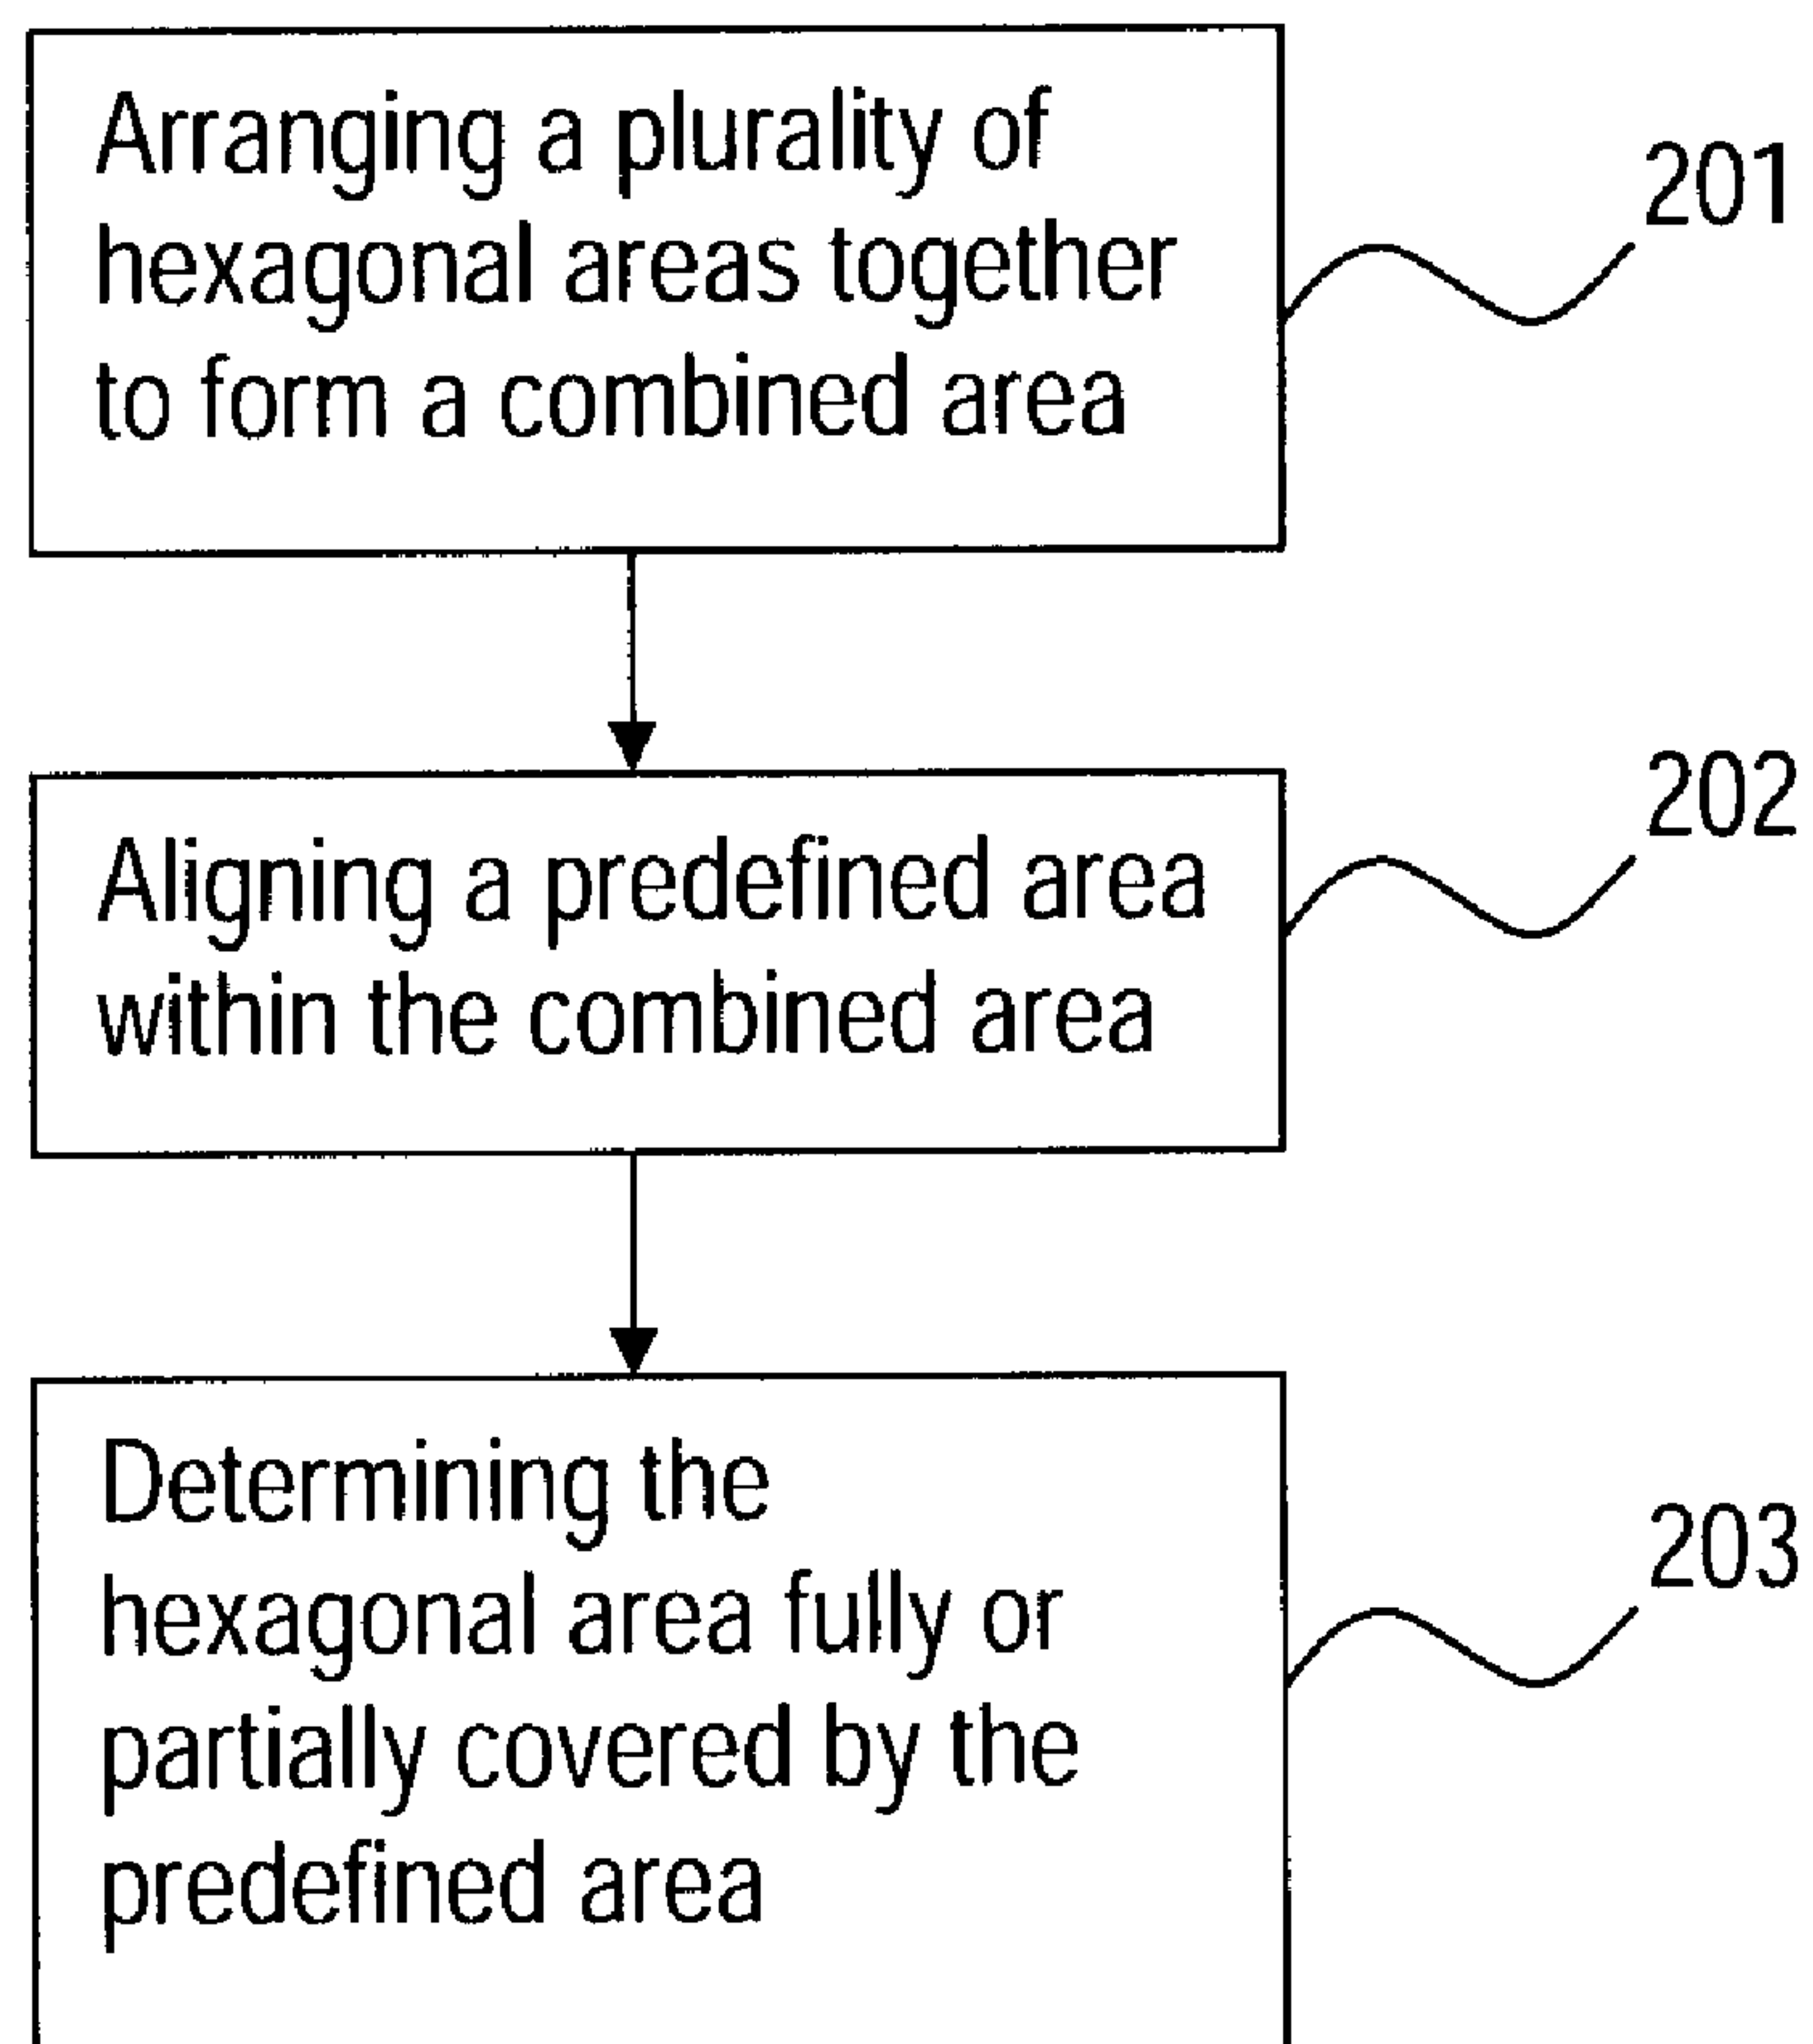 Arranging a plurality of
hexagonal areas together
to form a combined area
201
Aligning a predefined area
within the combined area
202
Determining the
hexagonal area fully or
partially covered by the
predefined area
203